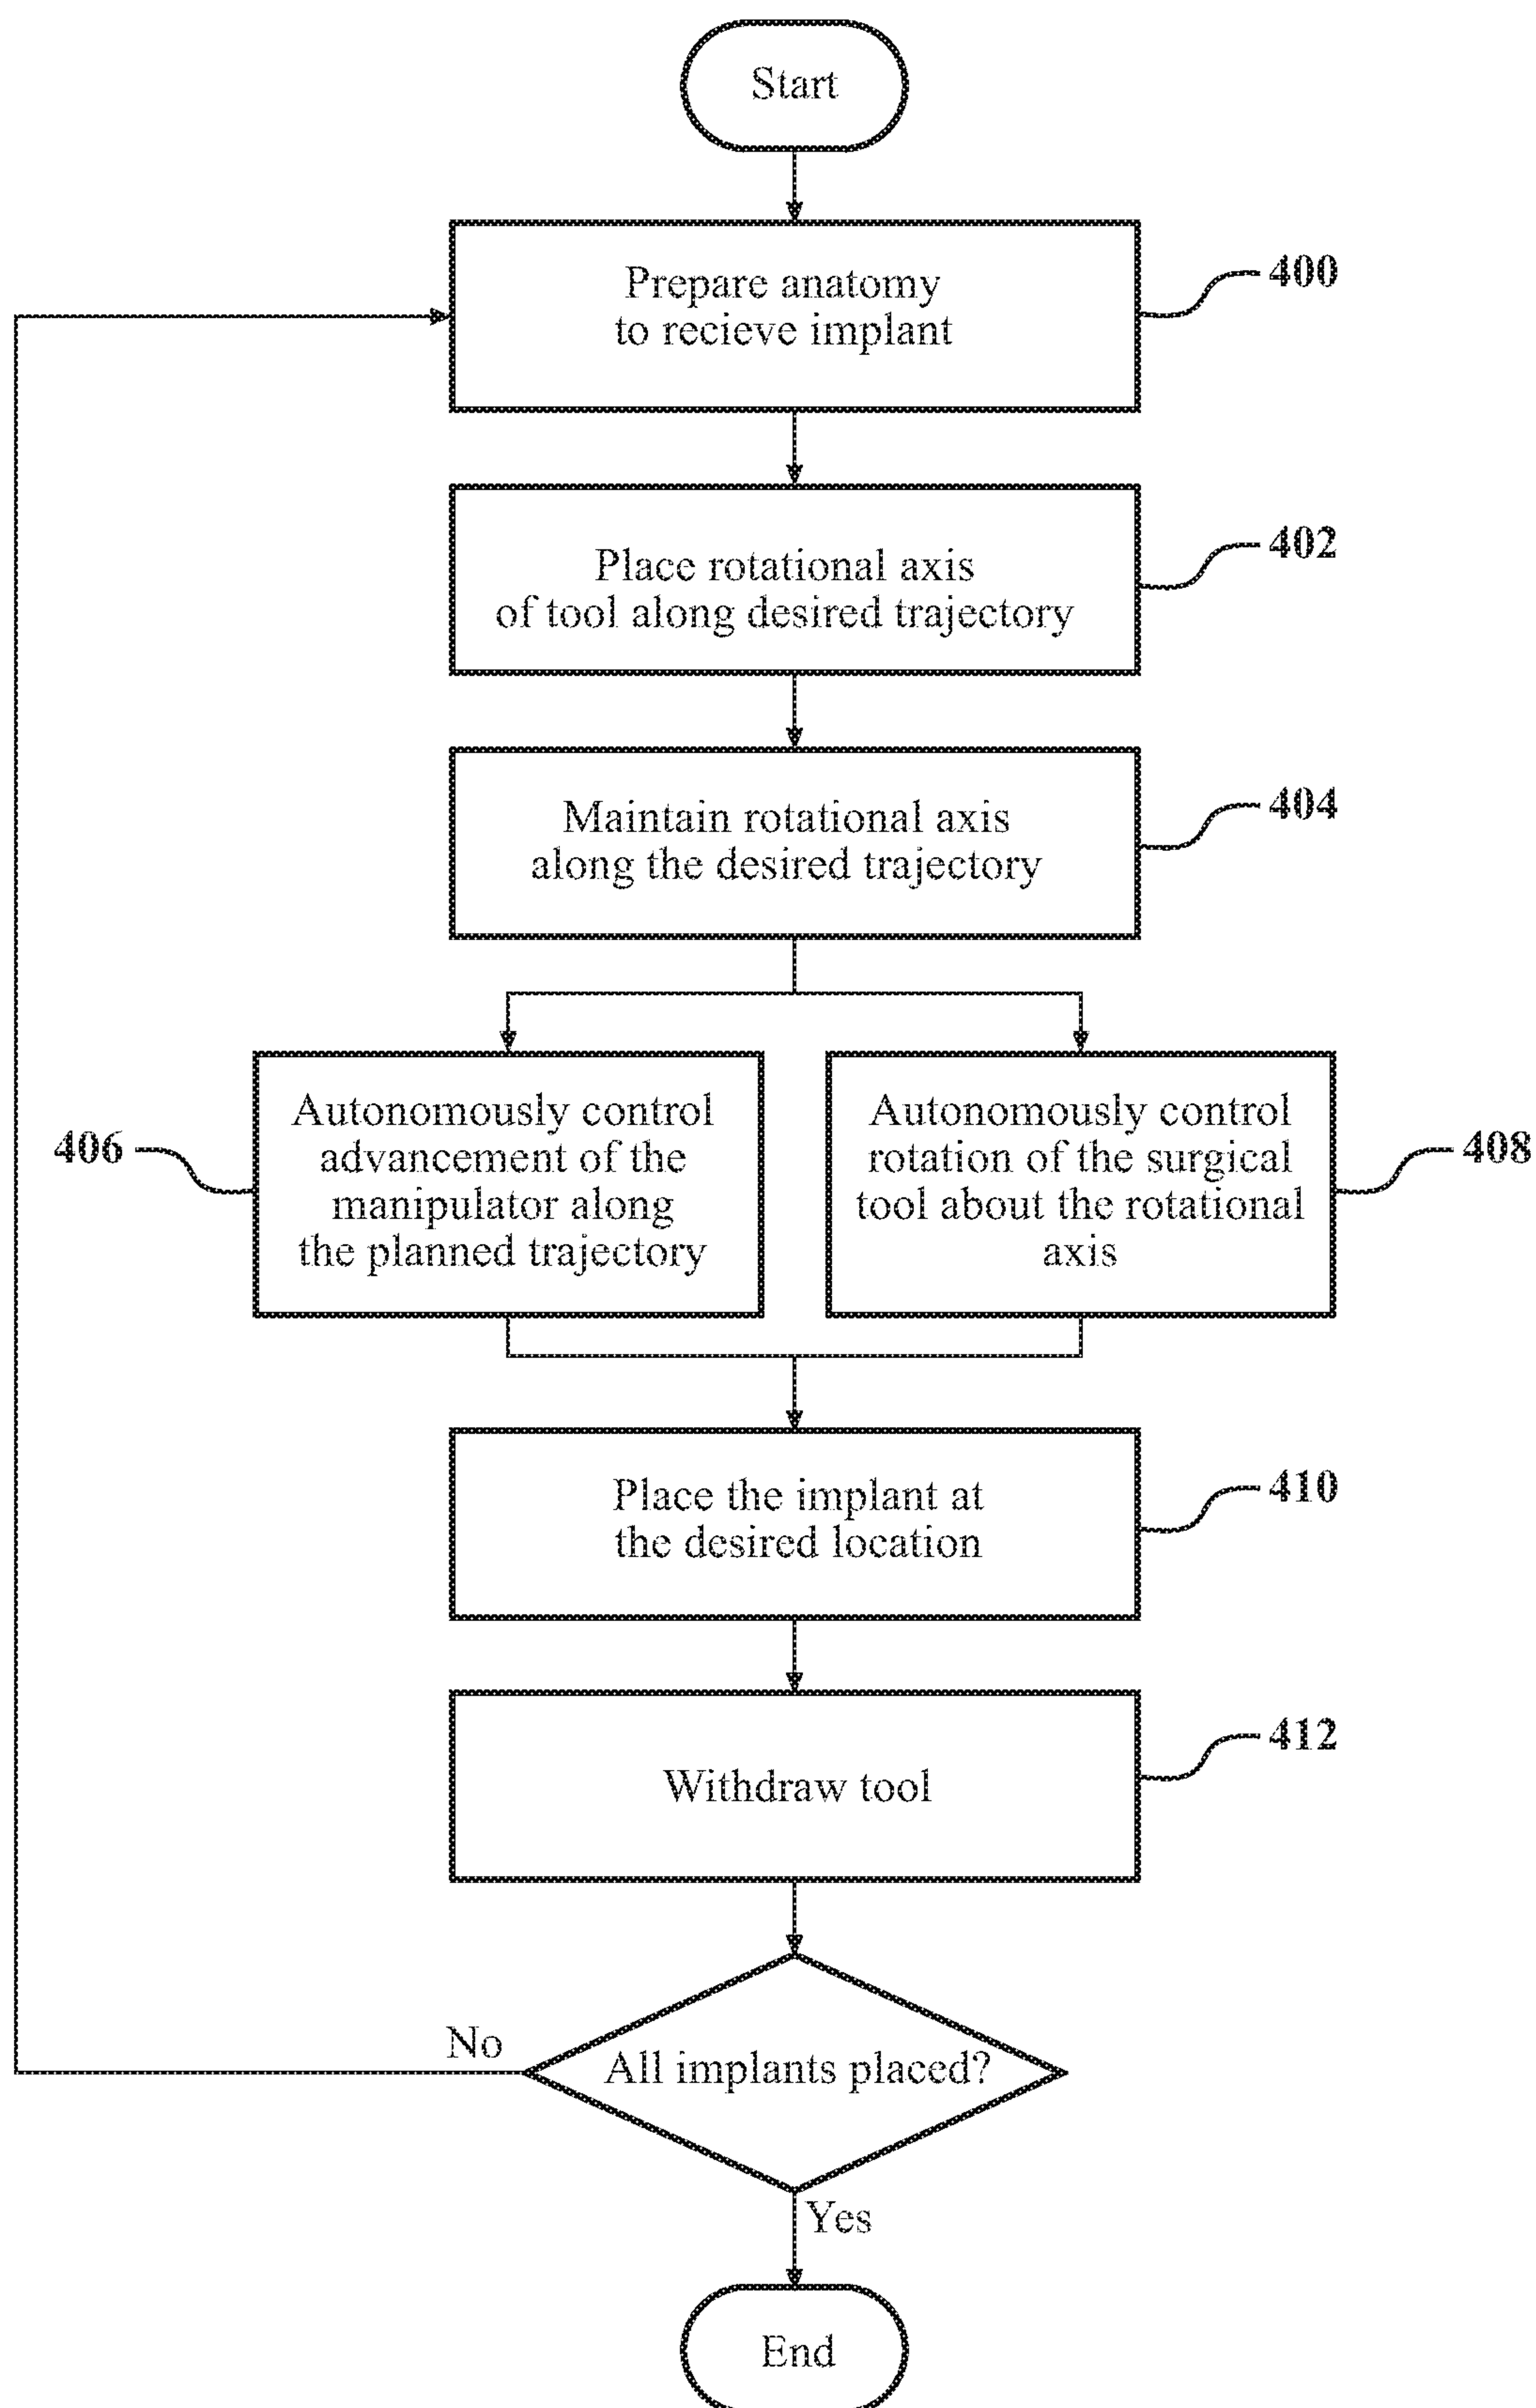 Start
Prepare anatomy
to recieve implant
400
Place rotational axis
of tool along desired trajectory
402
Maintain rotational axis
along the desired trajectory
404
406
Autonomously control
advancement of the
manipulator along
the planned trajectory
Autonomously control
rotation of the surgical
tool about the rotational
axis
408
Place the implant at
the desired location
410
Withdraw tool
412
No
All implants placed?
Yes
End